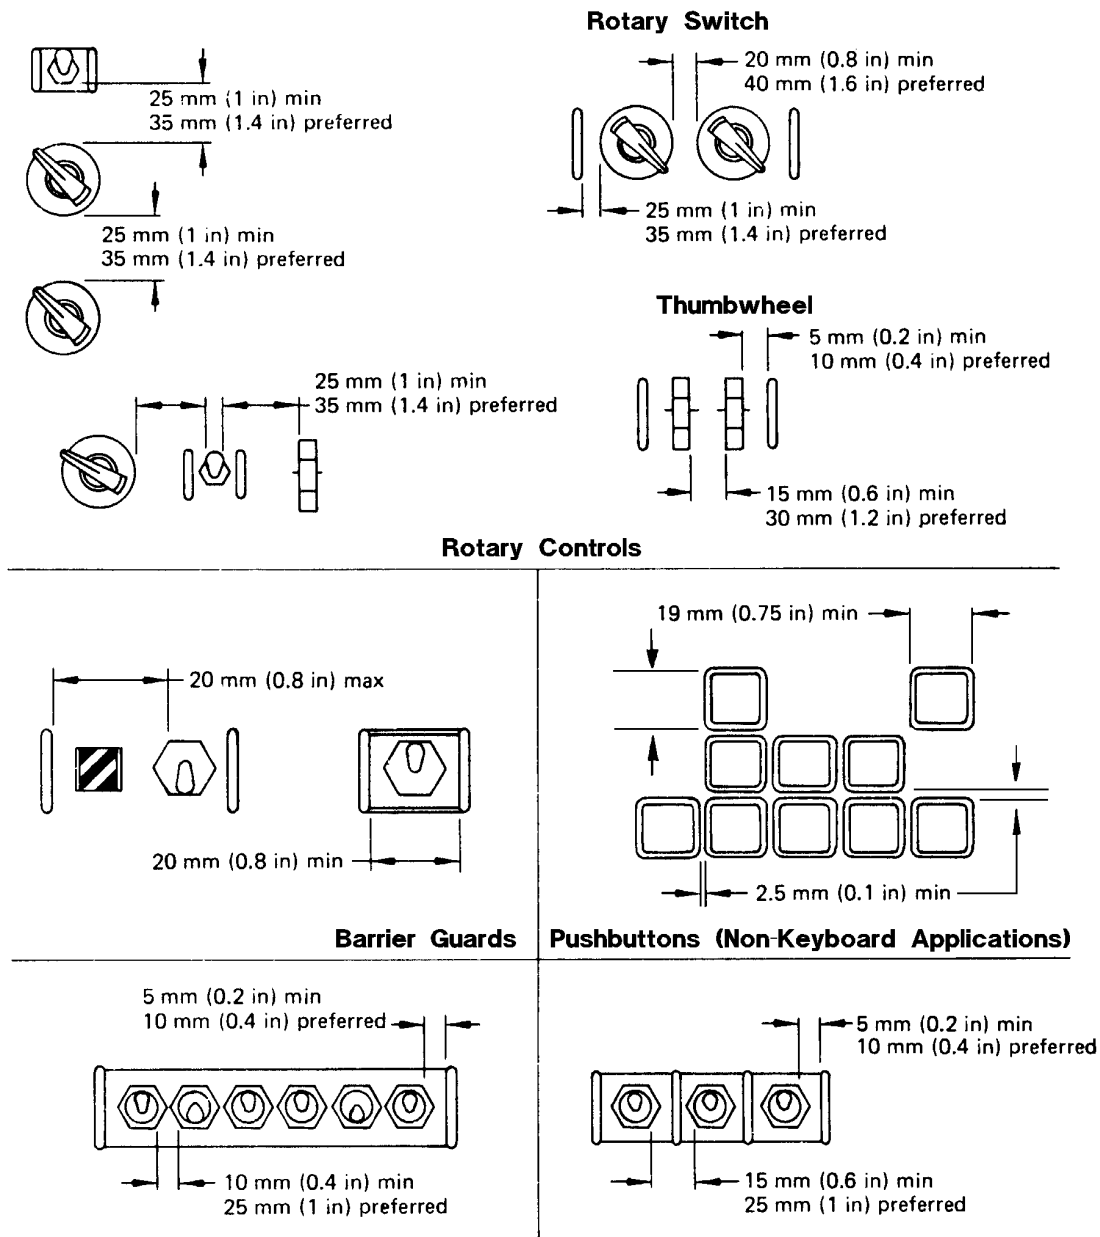 Rotary Switch
20 mm (0.8 in) min
40 mm (1.6 in) preferred
25 mm (1 in) min
35 mm (1.4 in) preferred
25 mm (1 in) min
35 mm (1.4 in) preferred
25 mm (1 in) min
35 mm (1.4 in) preferred
Thumbwheel
5 mm (0.2 in) min
10 mm (0.4 in) preferred
25 mm (1 in) min
35 mm (1.4 in) preferred
15 mm (0.6 in) min
30 mm (1.2 in) preferred
Rotary Controls
20 mm (0.8 in) max
20 mm (0.8 in) min
Barrier Guards
19 mm (0.75 in) min
2.5 mm (0.1 in) min
Pushbuttons (Non-Keyboard Applications)
5 mm (0.2 in) min
10 mm (0.4 in) preferred
10 mm (0.4 in) min
25 mm (1 in) preferred
5 mm (0.2 in) min
10 mm (0.4 in) preferred
15 mm (0.6 in) min
25 mm (1 in) preferred